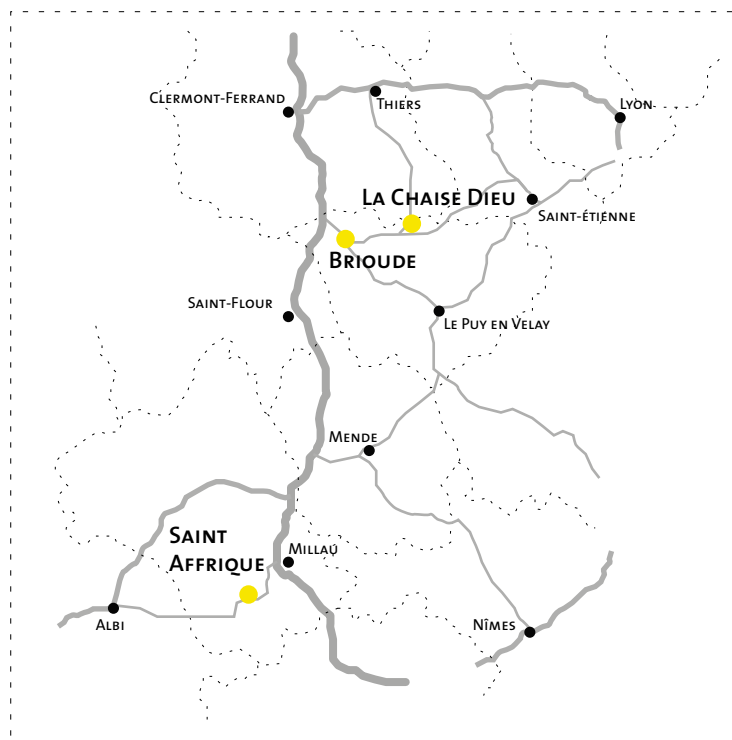 Clermont-Ferrand
Thiers
Lyon
La Chaise Dieu
Saint-étienne
Brioude
Saint-Flour
Le Puy en Velay
Mende
Saint
Affrique
Millau
Albi
Nîmes